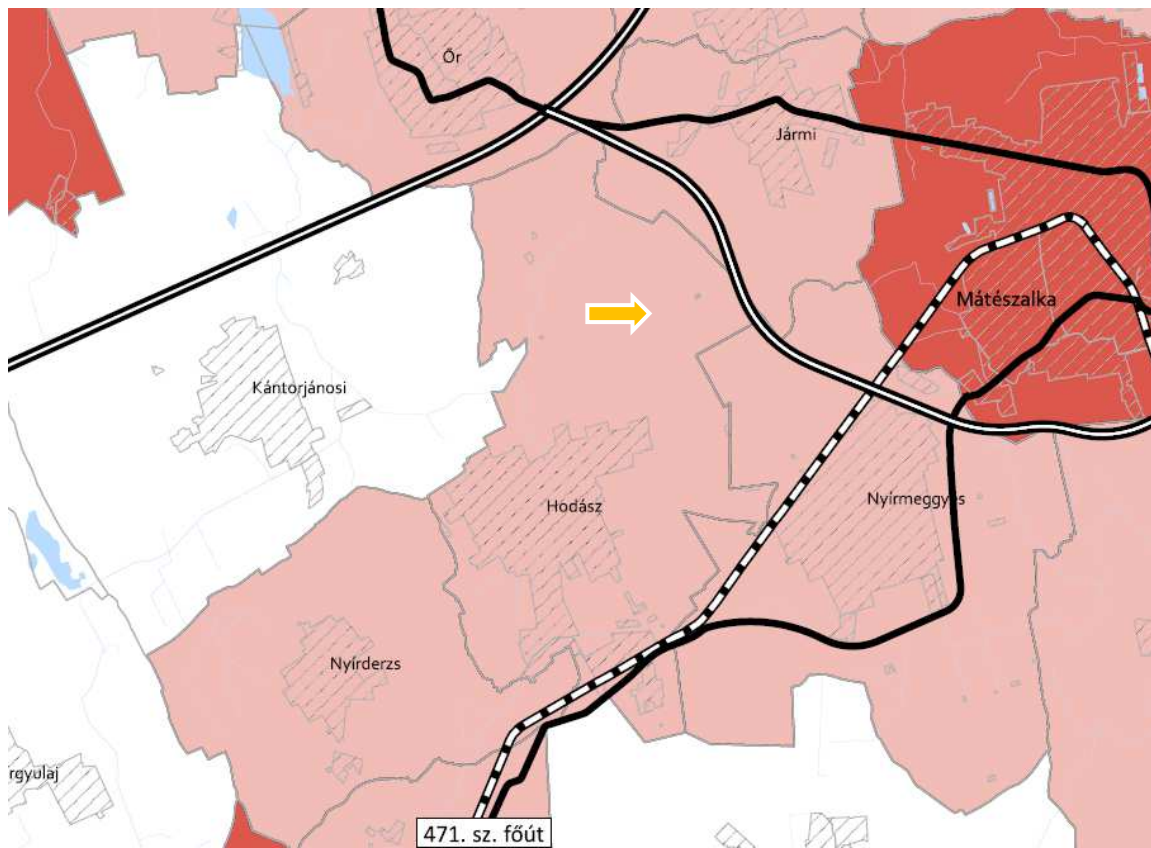 Őr
Jármi
Mátészalka
Kántorjánosi
Hodász
Nyírmeggyes
Nyírderzs
rgyulaj
471. sz. főút